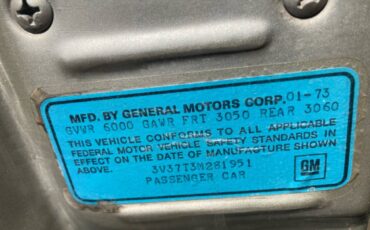 MFD. BY GENERAL MOTORS CORP. 01-73
GVWR 6000 GAWR FRT 3050 REAR 3060
THIS VEHICLE CONFORMS TO ALL APPLICABLE
FEDERAL MOTOR VEHICLE SAFETY STANDARDS IN
EFFECT ON THE DATE OF MANUFACTURE SHOWN
ABOVE.
3V37T3M281951
PASSENGER CAR
GM